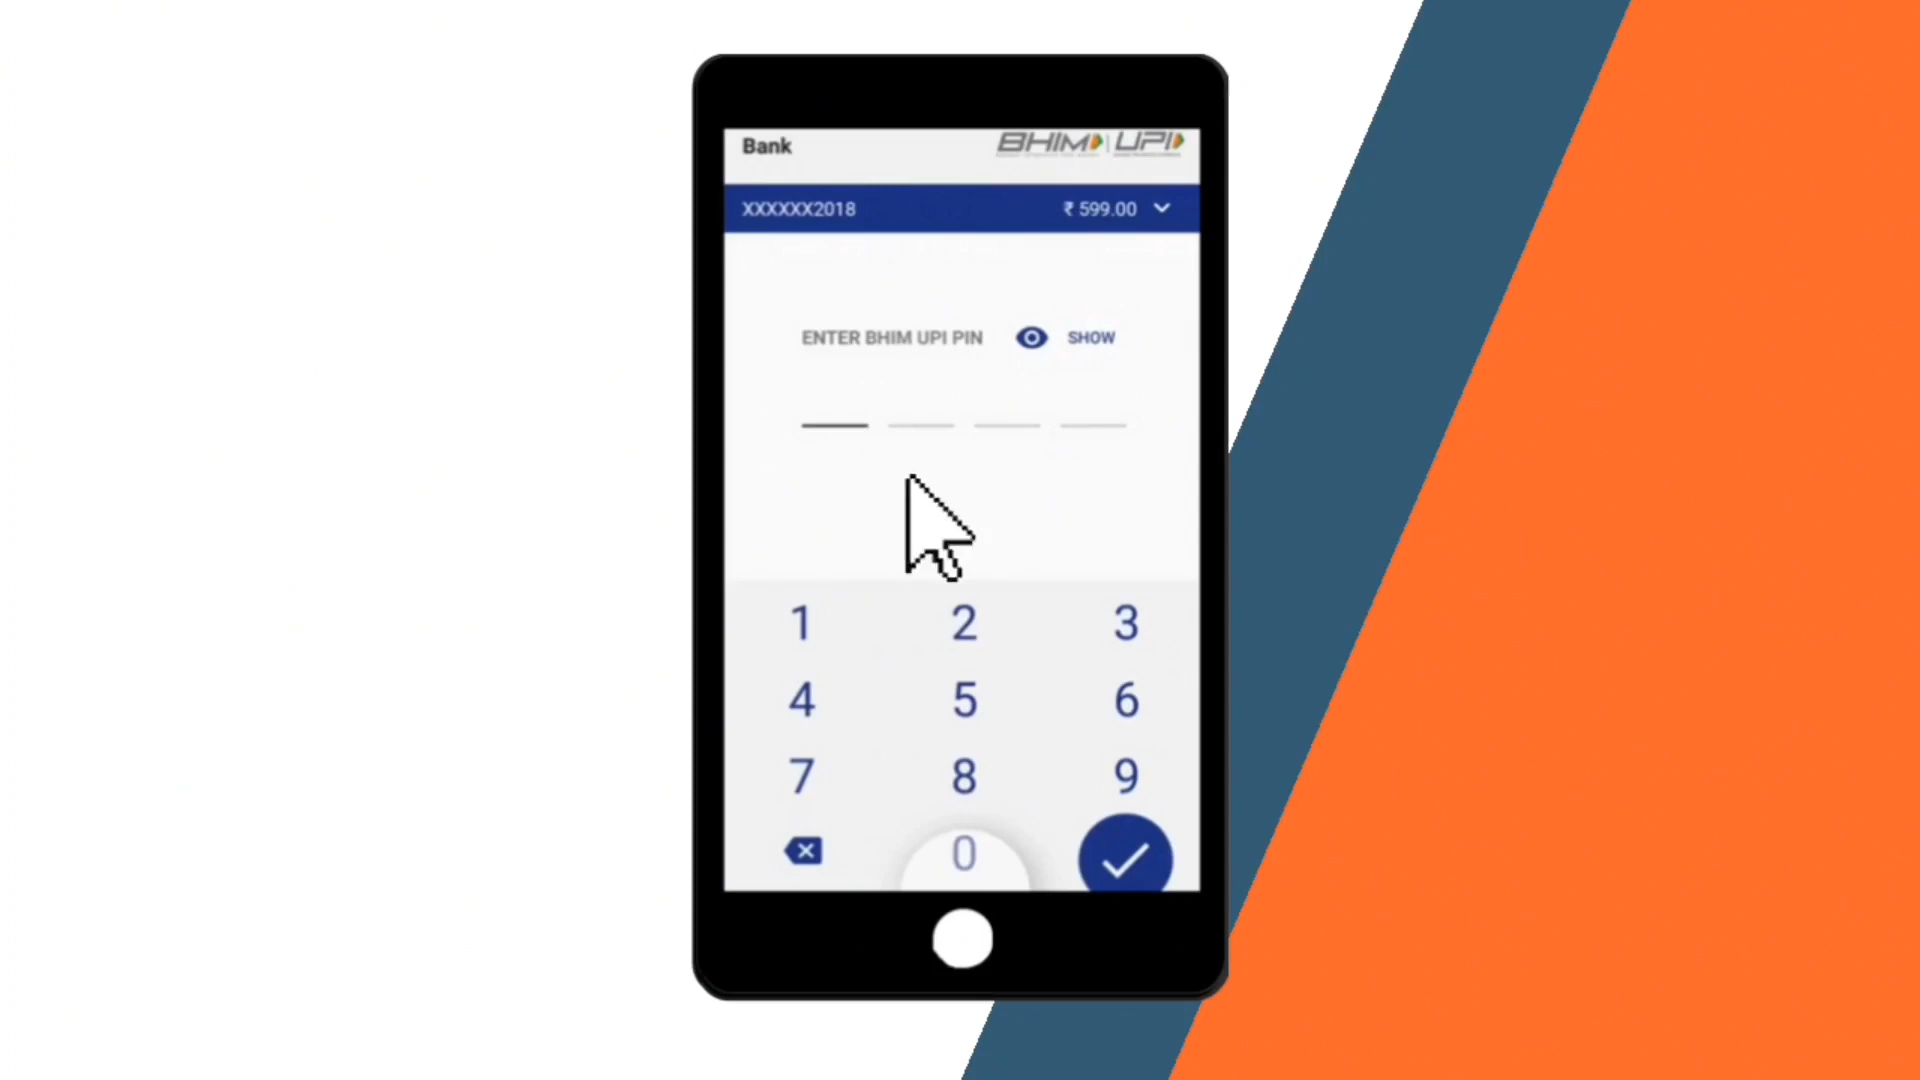 Bank BHIM UPI
XXXXXX2018 ₹ 599.00
ENTER BHIM UPI PIN SHOW
1 2 3
4 5 6
7 8 9
0